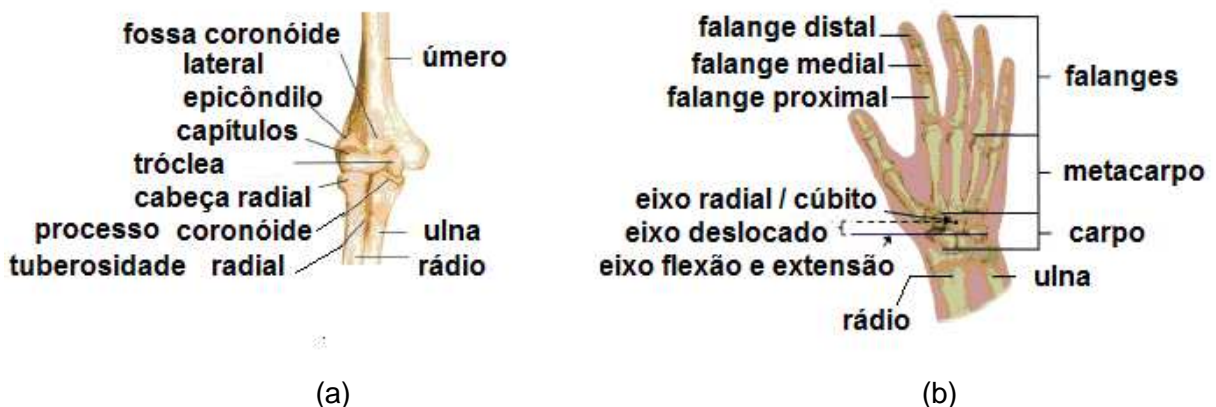 fossa coronóide
lateral
epicôndilo
capítulos
tróclea
cabeça radial
processo coronóide
tuberosidade radial
úmero
ulna
rádio
(a)
falange distal
falange medial
falange proximal
eixo radial / cúbito
eixo deslocado
eixo flexão e extensão
rádio
falanges
metacarpo
carpo
ulna
(b)